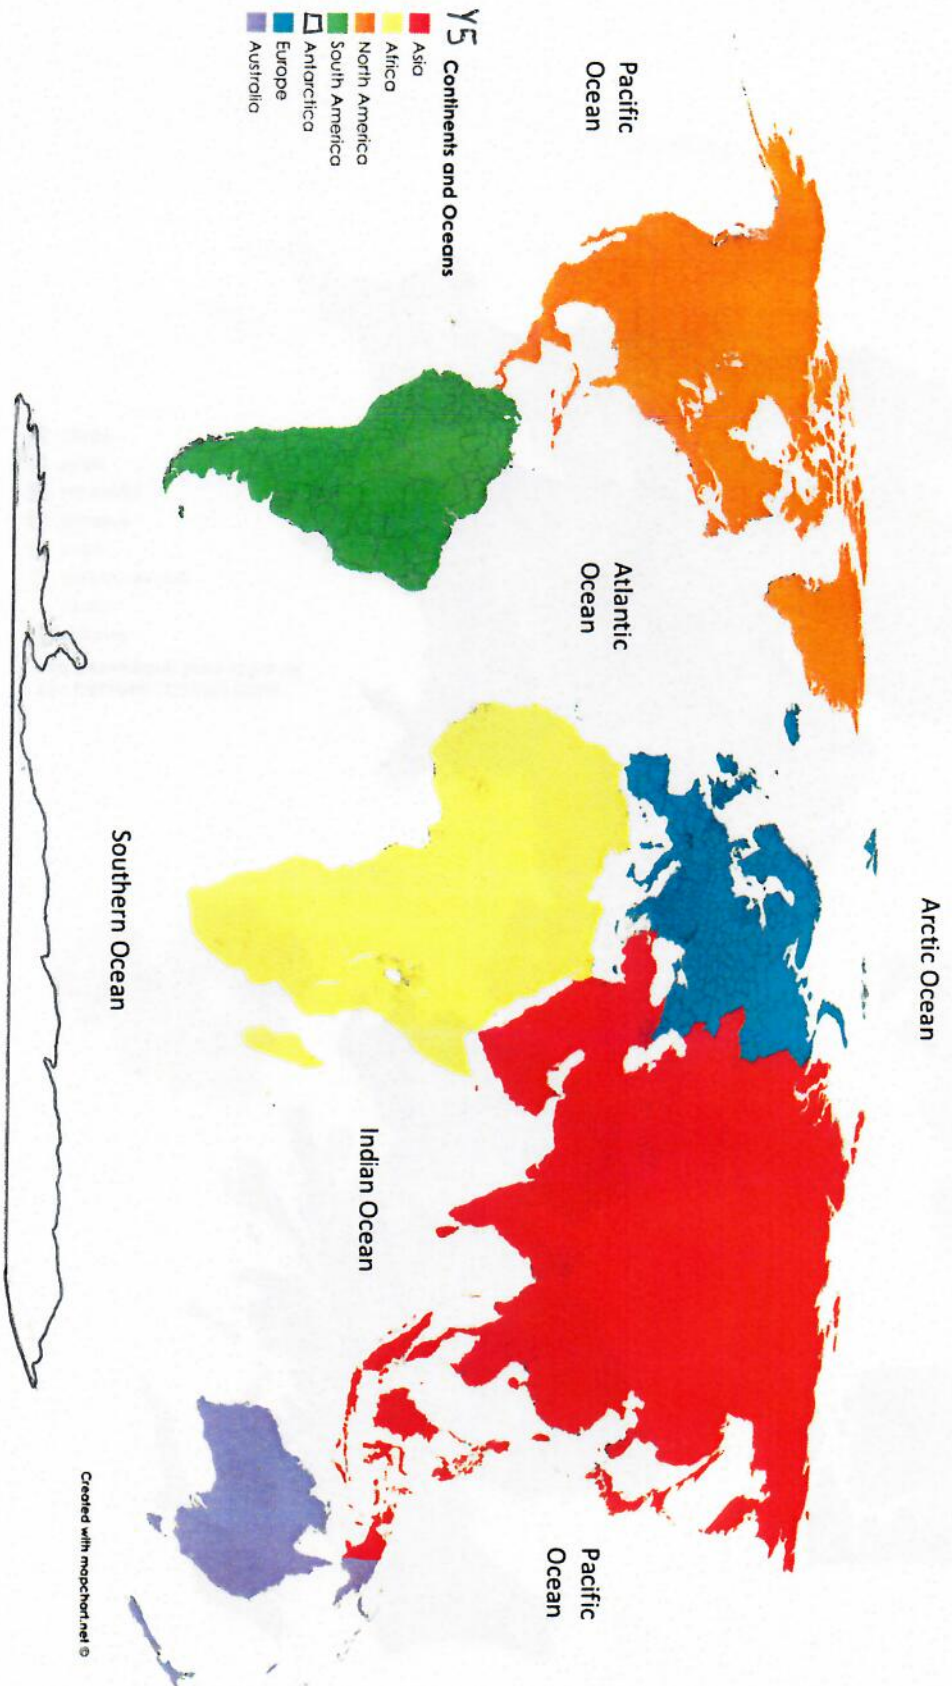 Arctic Ocean
Pacific
Ocean
Atlantic
Ocean
Pacific
Ocean
Indian Ocean
Y5 Continents and Oceans
Asia
Africa
North America
South America
Antarctica
Europe
Australia
Southern Ocean
Created with mapchart.net ©